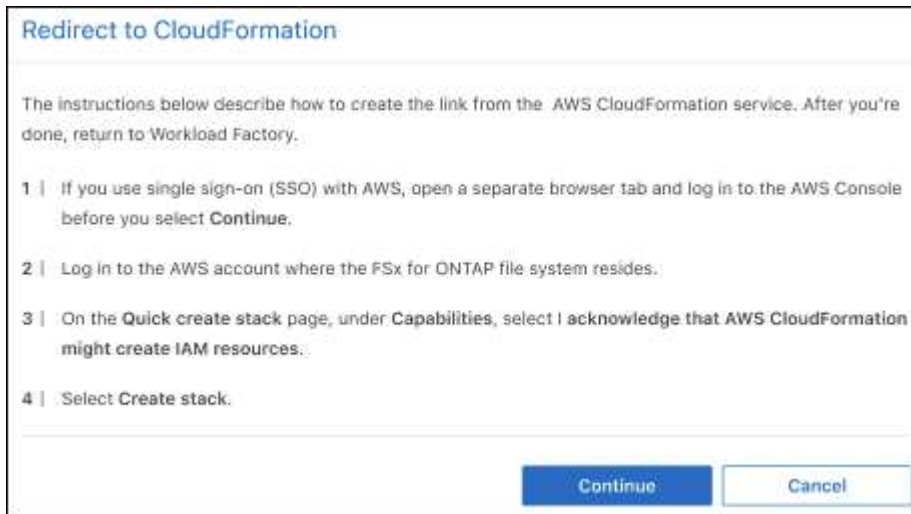 Redirect to CloudFormation
The instructions below describe how to create the link from the AWS CloudFormation service. After you're
done, return to Workload Factory.
1 | If you use single sign-on (SSO) with AWS, open a separate browser tab and log in to the AWS Console
before you select Continue.
2 | Log in to the AWS account where the FSx for ONTAP file system resides.
3 | On the Quick create stack page, under Capabilities, select I acknowledge that AWS CloudFormation
might create IAM resources.
4 | Select Create stack.
Continue Cancel